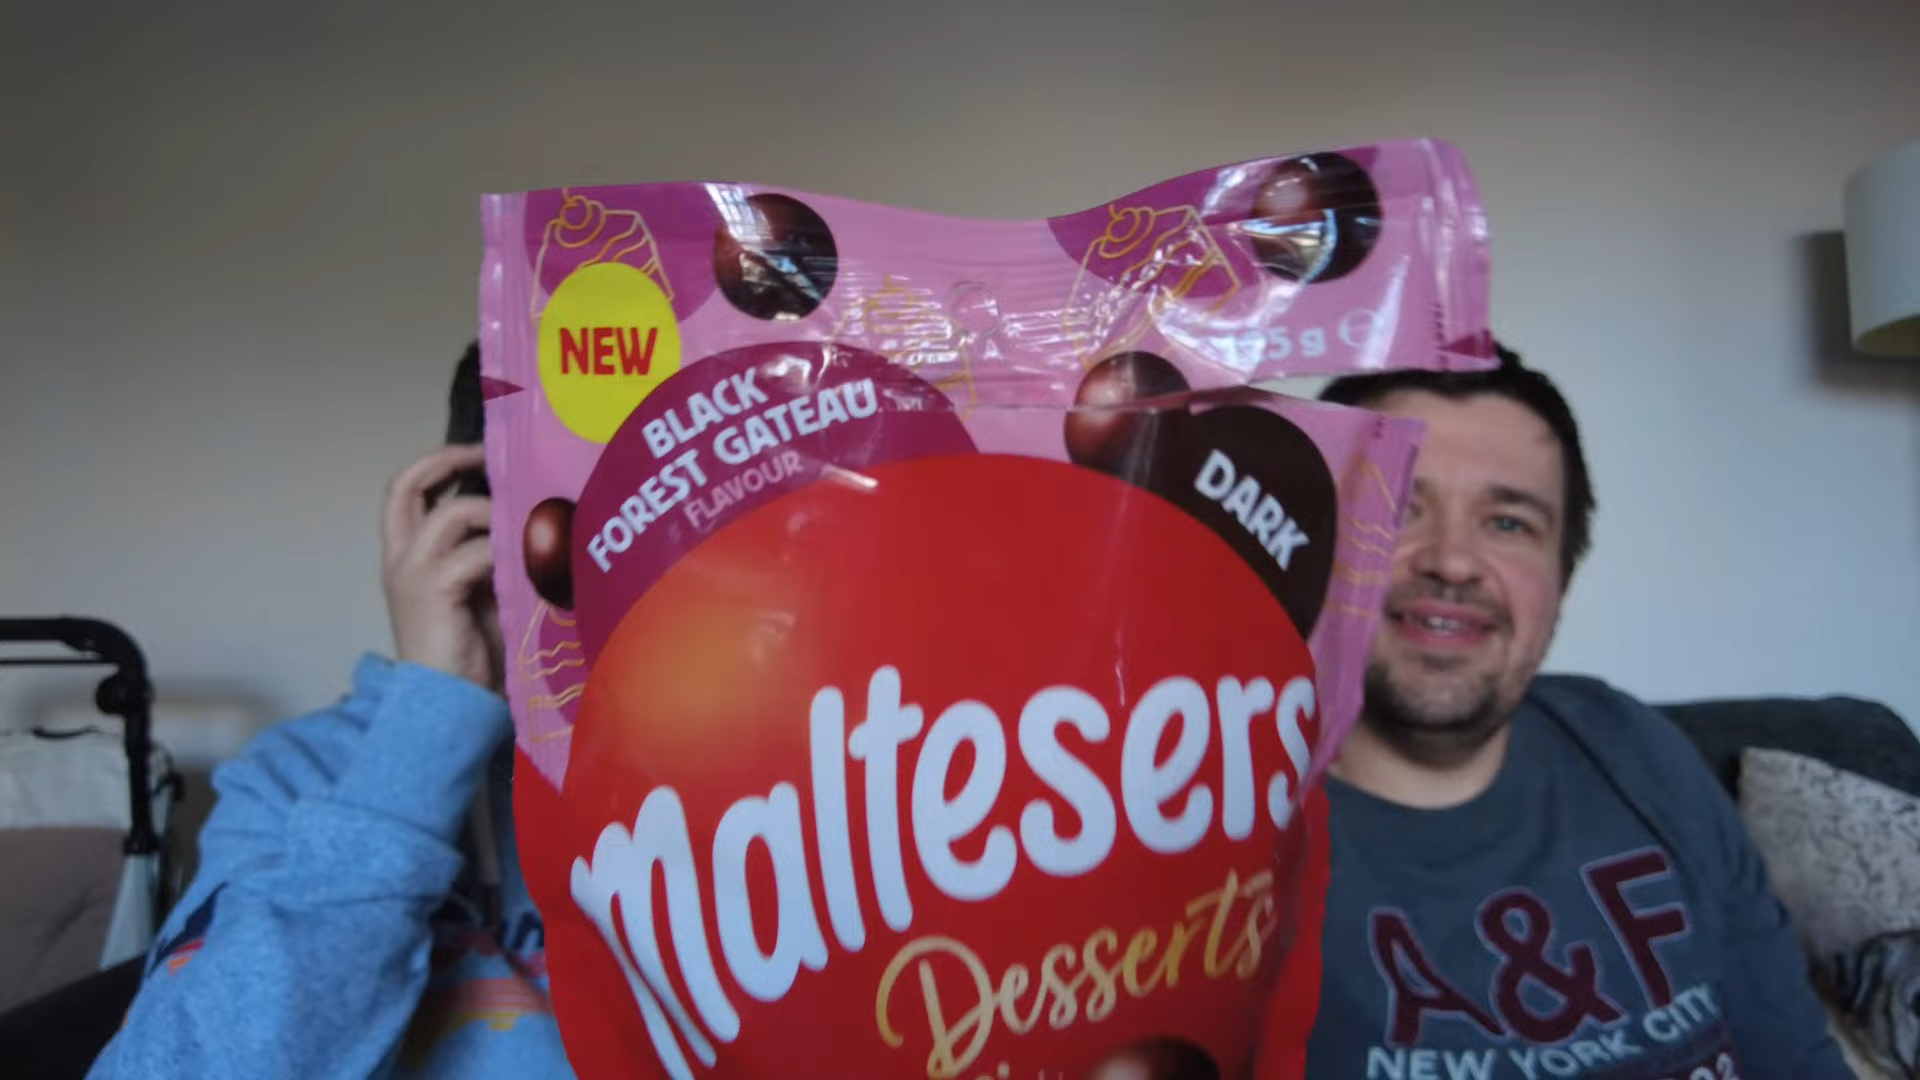 NEW
BLACK
FOREST GATEAU
FLAVOUR
DARK
maltesers
Desserts
A&F
NEW YORK CITY